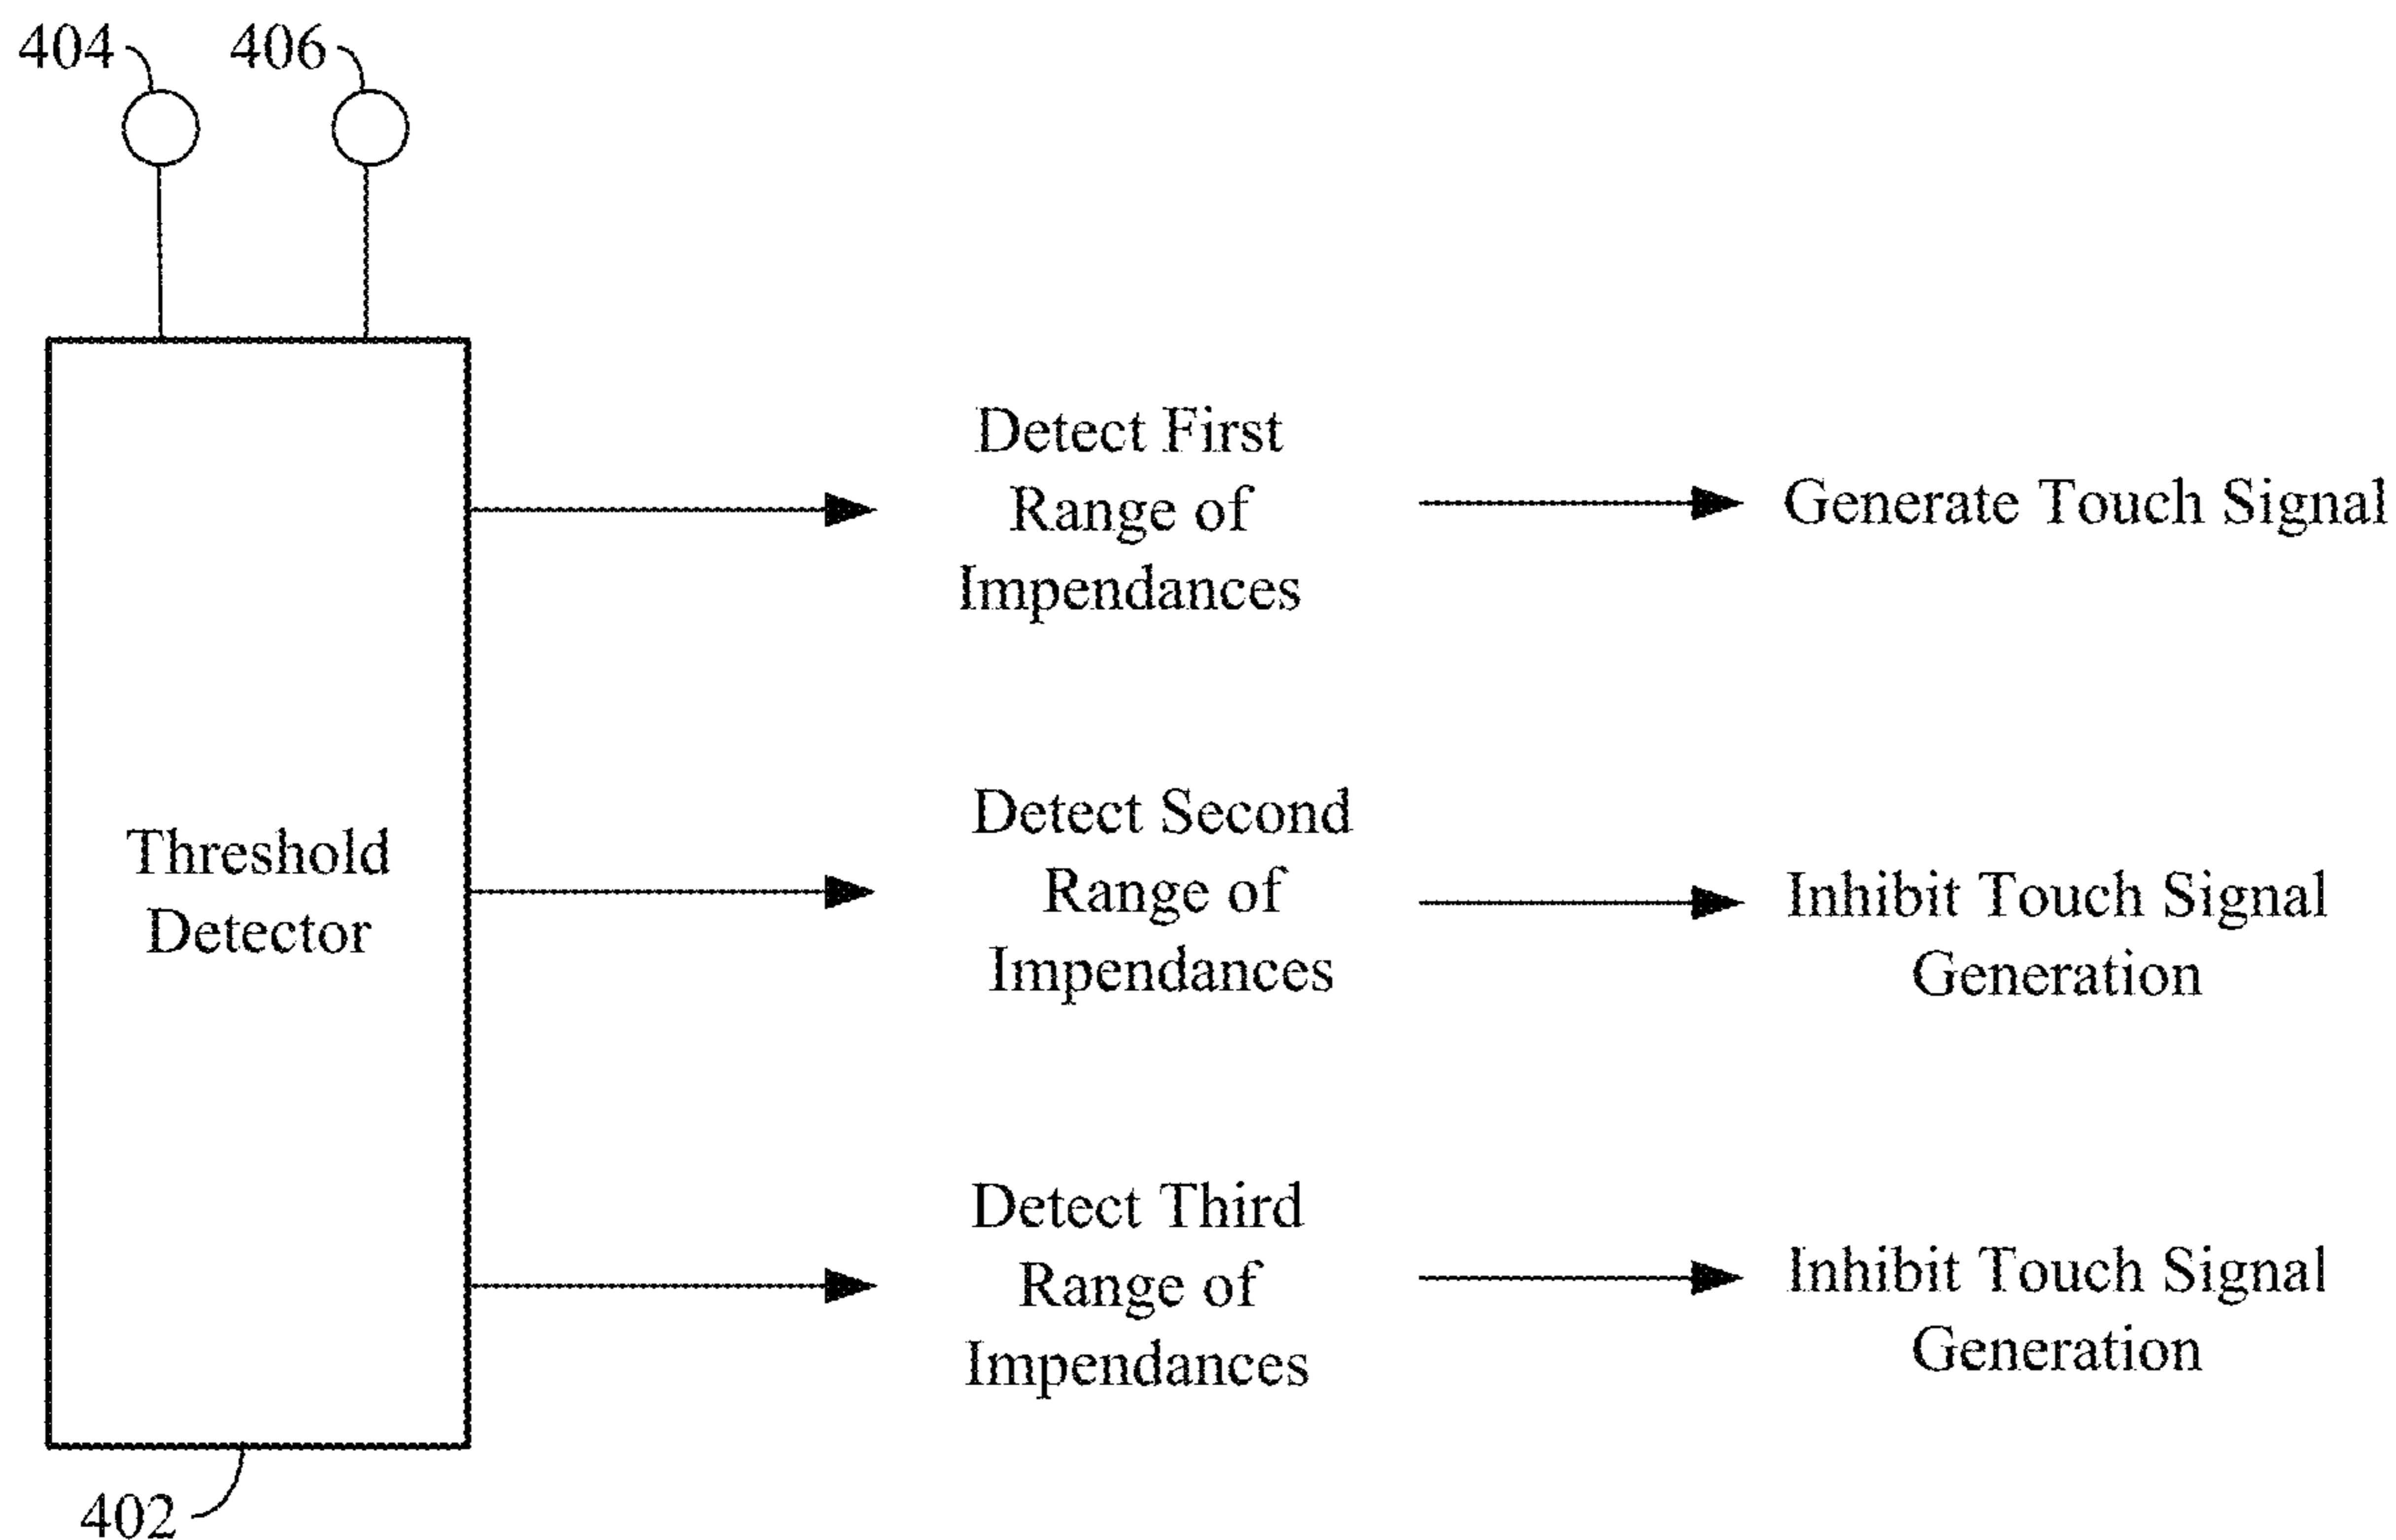 404
406
Detect First
Range of
Impendances
Generate Touch Signal
Threshold
Detector
Detect Second
Range of
Impendances
Inhibit Touch Signal
Generation
Detect Third
Range of
Impendances
Inhibit Touch Signal
Generation
402